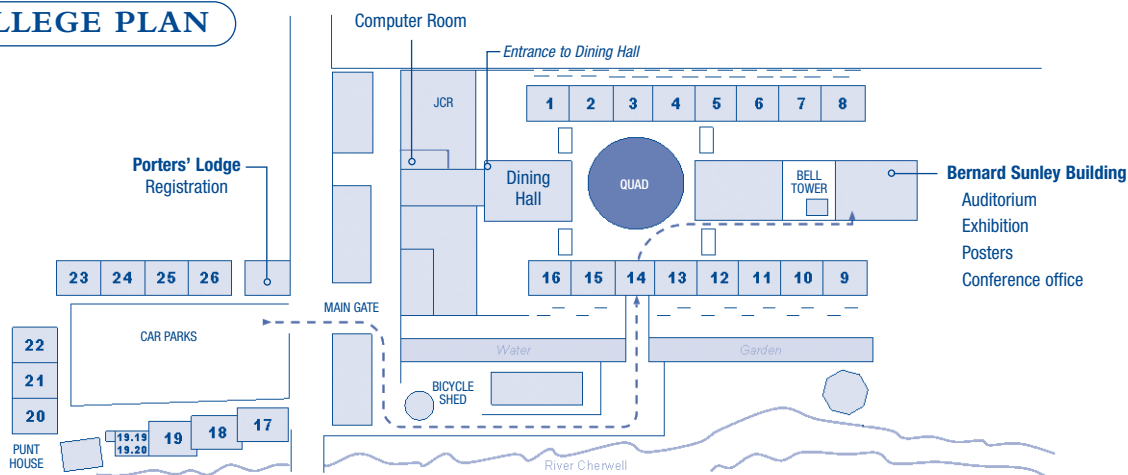 LLEGE PLAN
Computer Room
Entrance to Dining Hall
JCR
1 2 3 4 5 6 7 8
Porters' Lodge
Registration
Dining
Hall
QUAD
BELL
TOWER
Bernard Sunley Building
Auditorium
Exhibition
Posters
Conference office
23 24 25 26
16 15 14 13 12 11 10 9
MAIN GATE
CAR PARKS
22
21
20
Water
Garden
BICYCLE
SHED
19.19
19.20
19
18
17
PUNT
HOUSE
River Cherwell